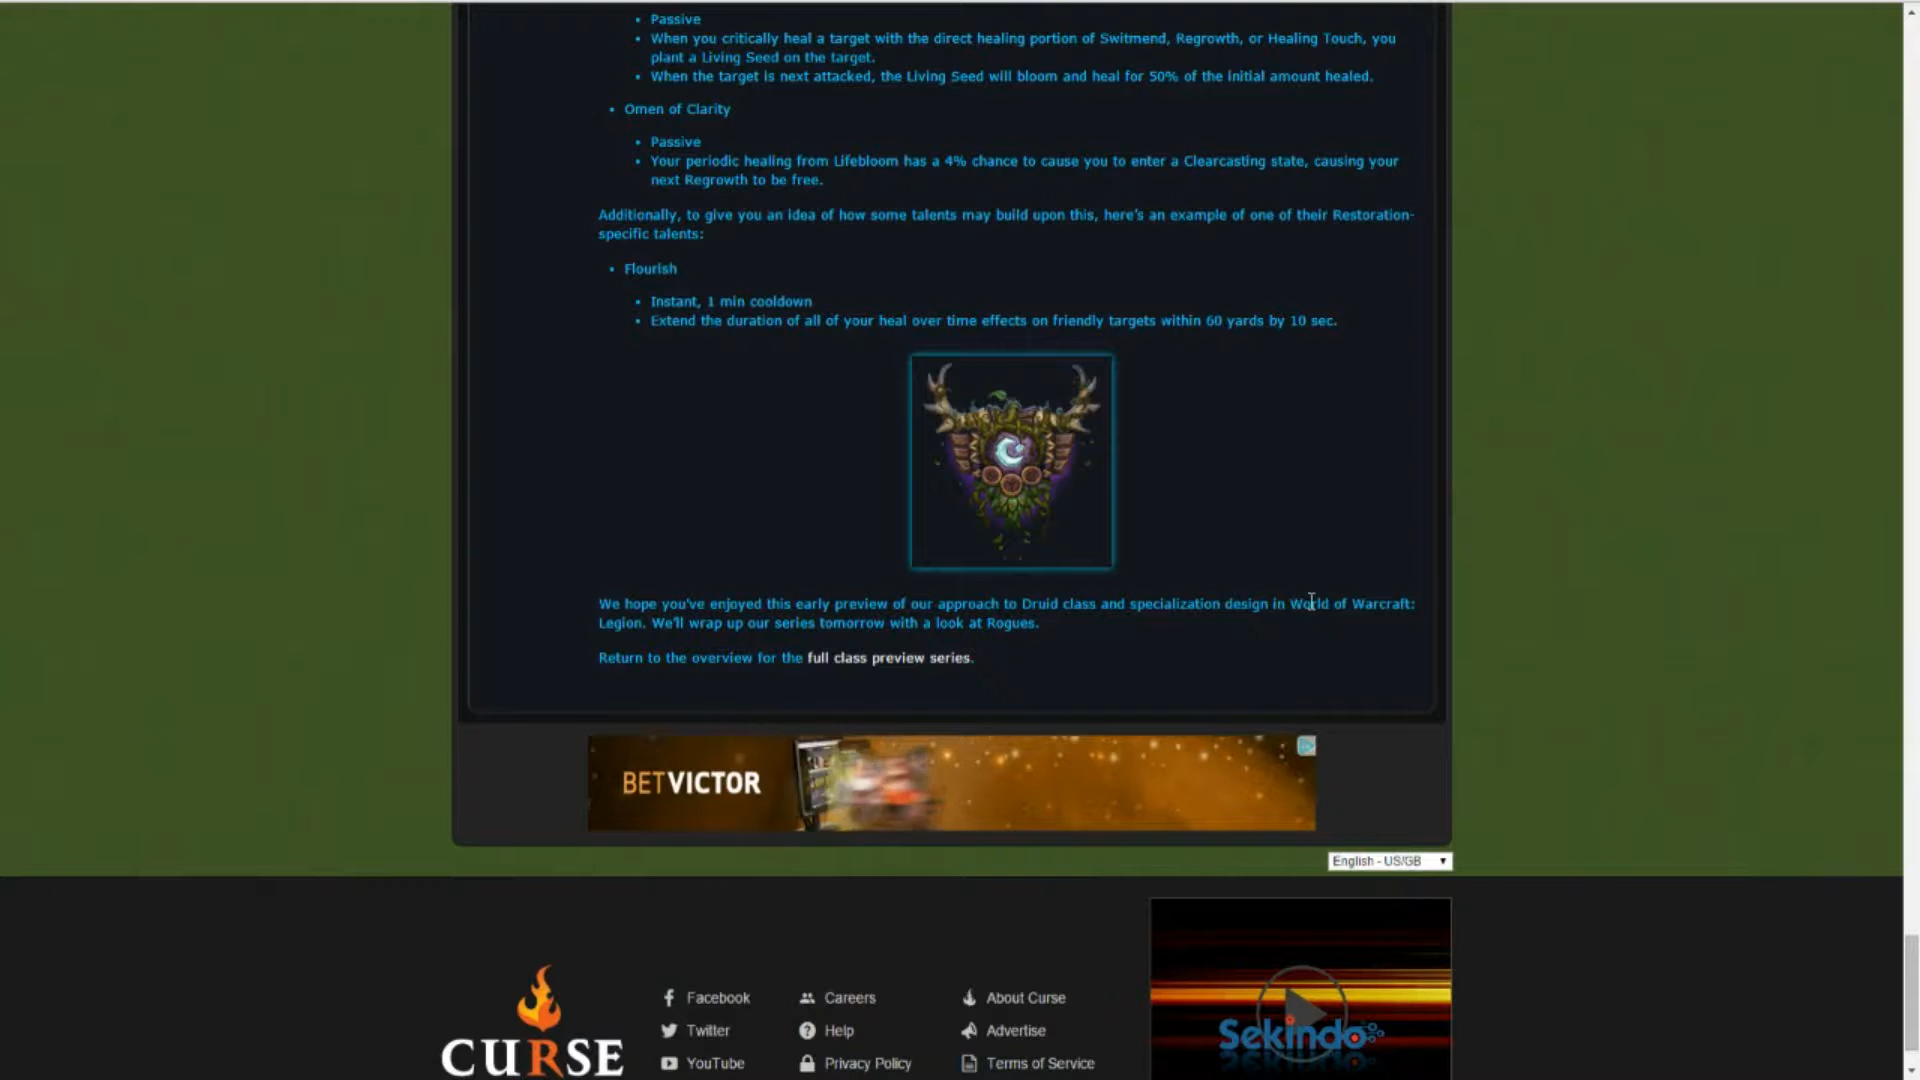 Passive
When you critically heal a target with the direct healing portion of Switmend, Regrowth, or Healing Touch, you
plant a Living Seed on the target.
When the target is next attacked, the Living Seed will bloom and heal for 50% of the initial amount healed.
Omen of Clarity
Passive
Your periodic healing from Lifebloom has a 4% chance to cause you to enter a Clearcasting state, causing your
next Regrowth to be free.
Additionally, to give you an idea of how some talents may build upon this, here's an example of one of their Restoration-
specific talents:
Flourish
Instant, 1 min cooldown
Extend the duration of all of your heal over time effects on friendly targets within 60 yards by 10 sec.
We hope you've enjoyed this early preview of our approach to Druid class and specialization design in World of Warcraft:
Legion. We'll wrap up our series tomorrow with a look at Rogues.
Return to the overview for the full class preview series.
BETVICTOR
English - US/GB
Facebook
Careers
About Curse
Twitter
Help
Advertise
CURSE
YouTube
Privacy Policy
Terms of Service
Sekindo